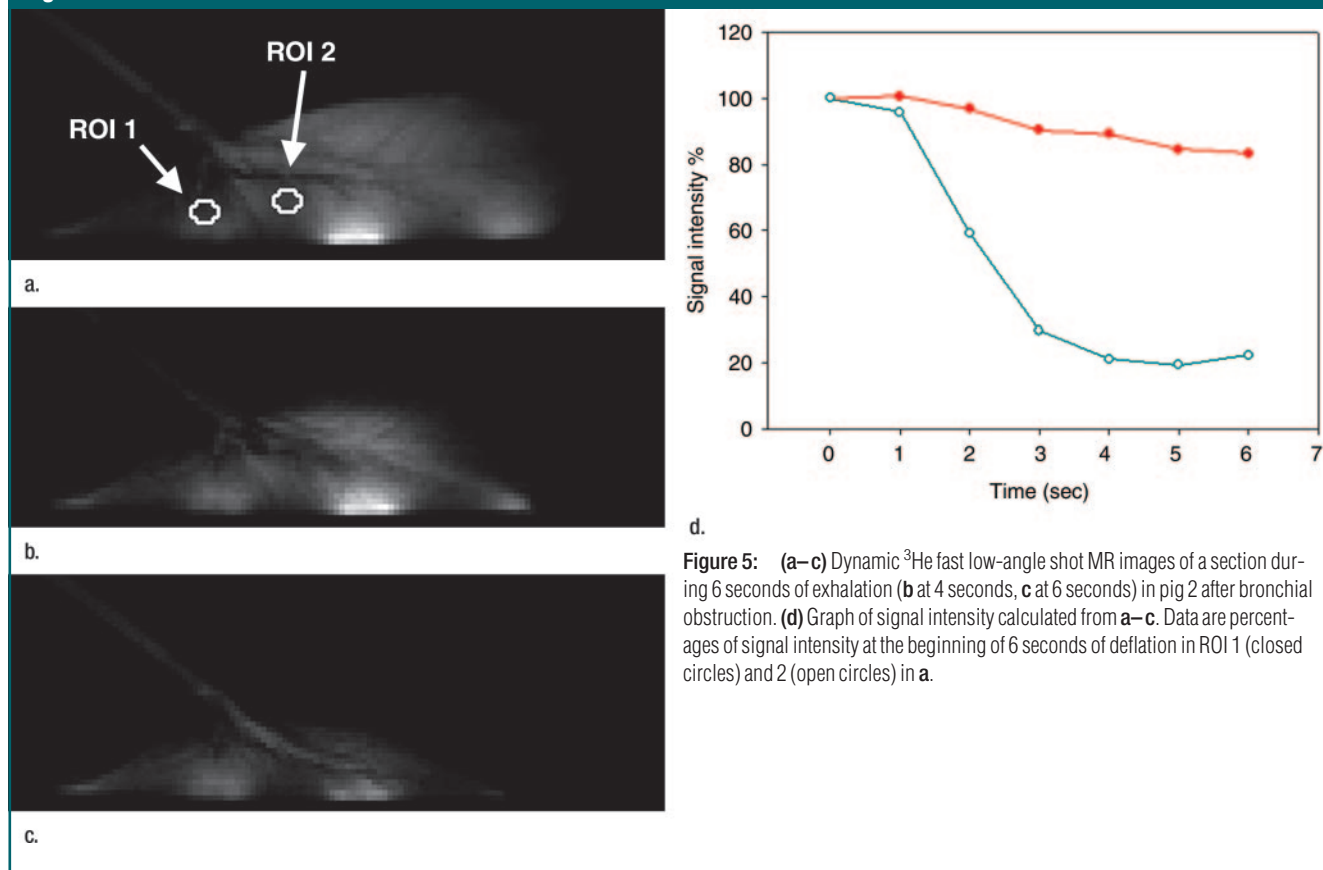 ROI 2
ROI 1
a.
b.
c.
120
100
80
60
40
20
0
Signal intensity %
0 1 2 3 4 5 6 7
Time (sec)
d.
Figure 5: (a–c) Dynamic ³He fast low-angle shot MR images of a section dur-
ing 6 seconds of exhalation (b at 4 seconds, c at 6 seconds) in pig 2 after bronchial
obstruction. (d) Graph of signal intensity calculated from a–c. Data are percent-
ages of signal intensity at the beginning of 6 seconds of deflation in ROI 1 (closed
circles) and 2 (open circles) in a.